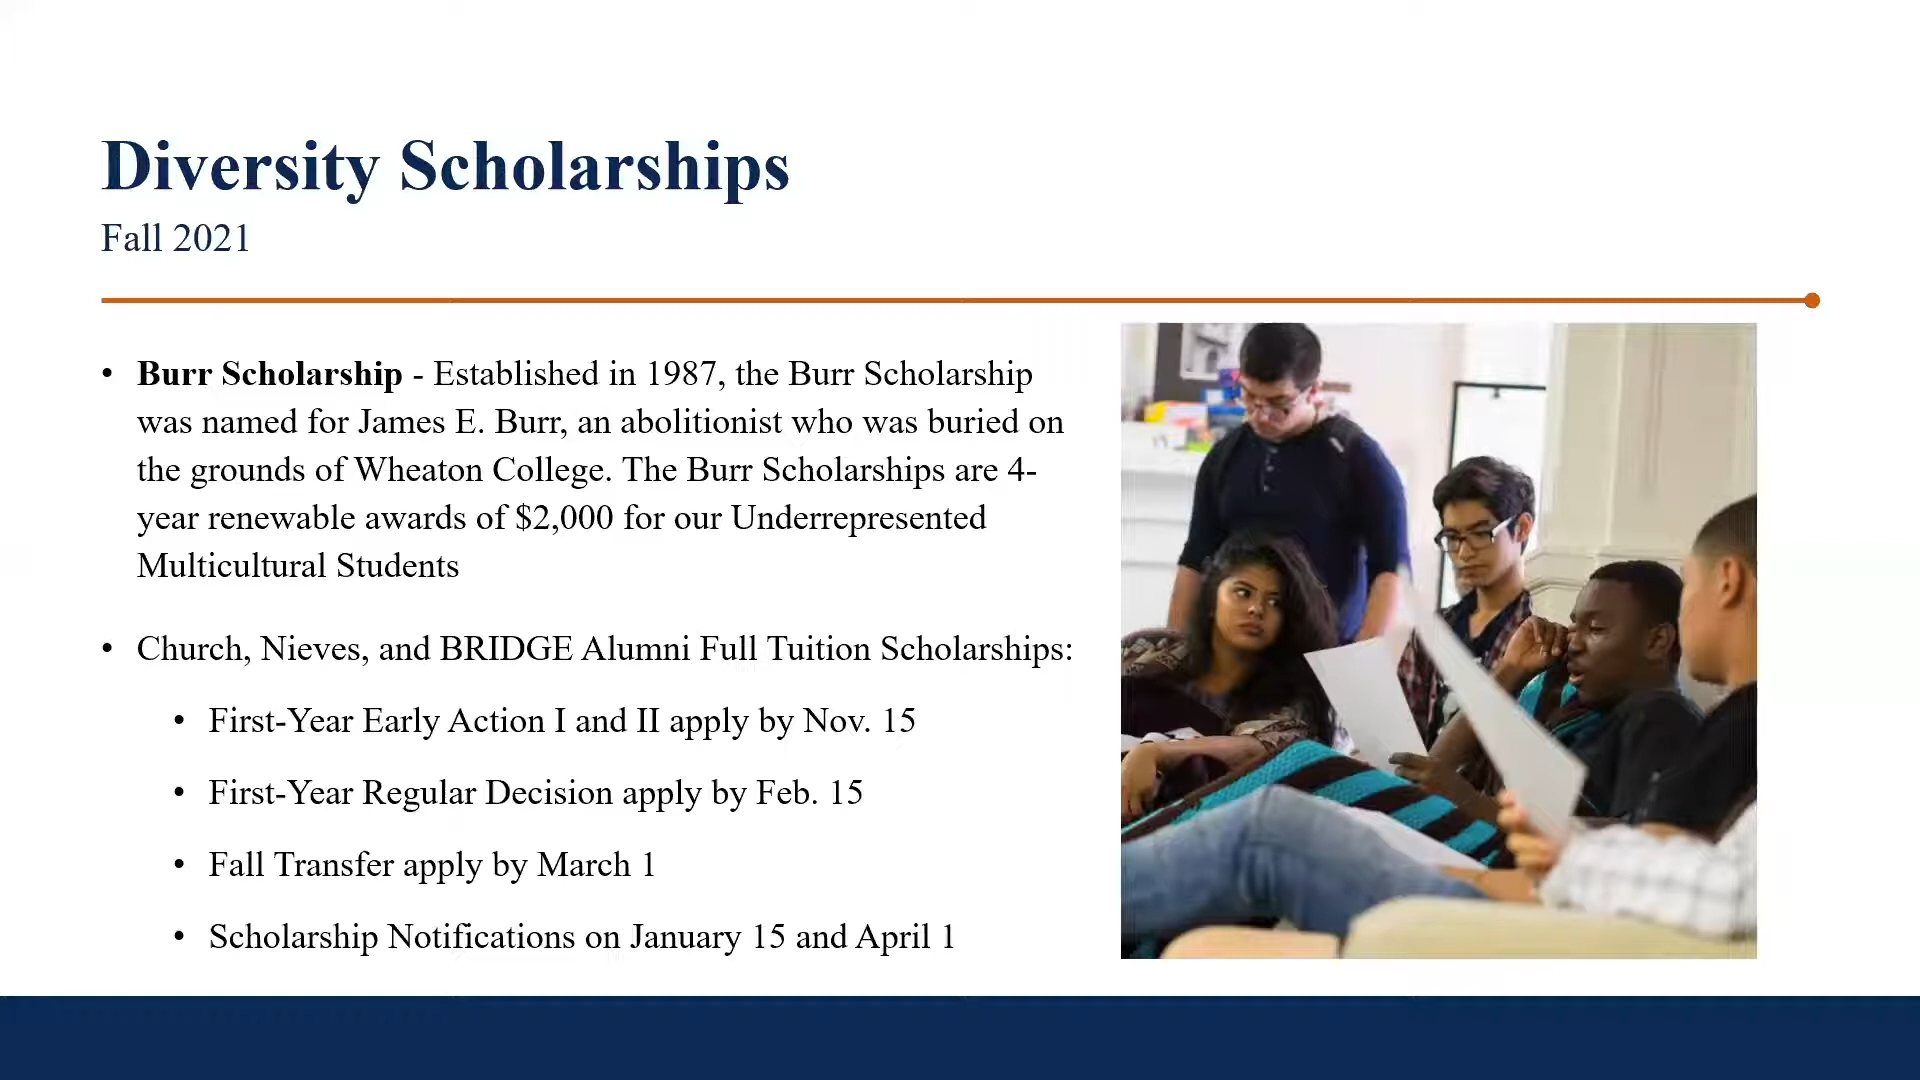 Diversity Scholarships
Fall 2021
• Burr Scholarship - Established in 1987, the Burr Scholarship
was named for James E. Burr, an abolitionist who was buried on
the grounds of Wheaton College. The Burr Scholarships are 4-
year renewable awards of $2,000 for our Underrepresented
Multicultural Students
• Church, Nieves, and BRIDGE Alumni Full Tuition Scholarships:
• First-Year Early Action I and II apply by Nov. 15
• First-Year Regular Decision apply by Feb. 15
• Fall Transfer apply by March 1
• Scholarship Notifications on January 15 and April 1